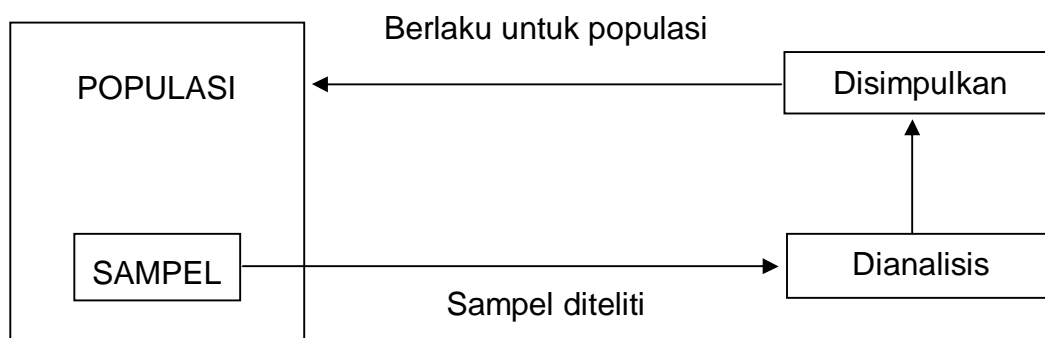 Berlaku untuk populasi
POPULASI
Disimpulkan
SAMPEL
Dianalisis
Sampel diteliti